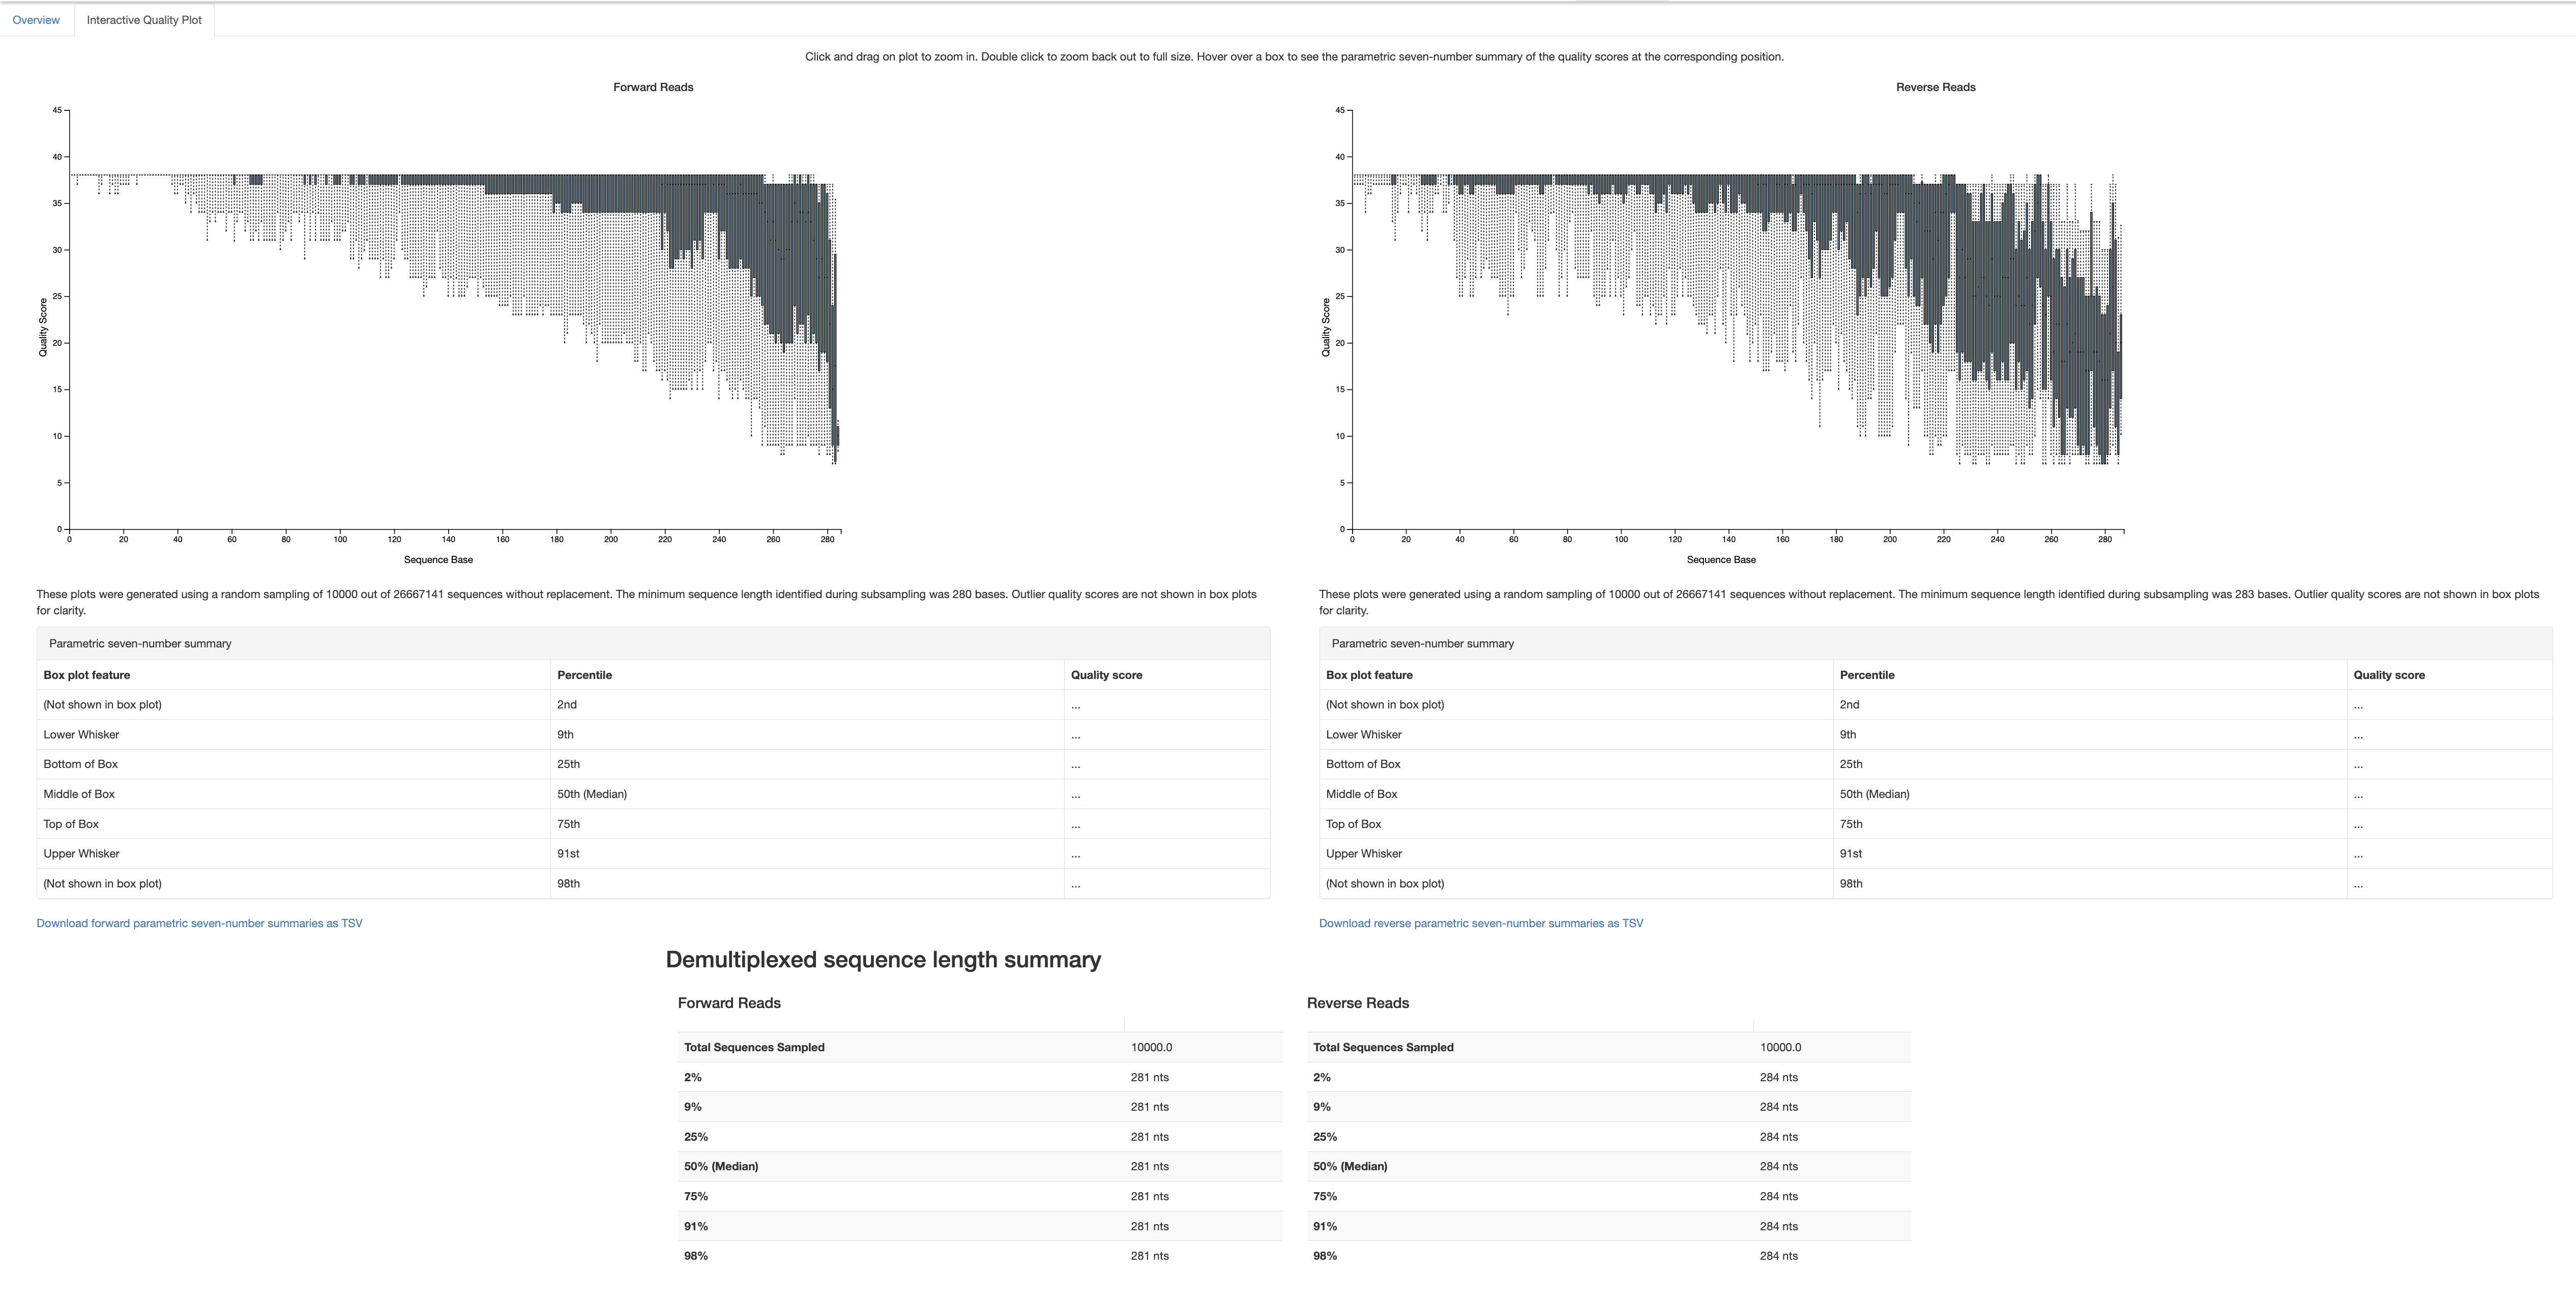 Overview Interactive Quality Plot
Click and drag on plot to zoom in. Double click to zoom back out to full size. Hover over a box to see the parametric seven-number summary of the quality scores at the corresponding position.
Forward Reads
45
40
35
30
25
20
15
10
5
0
Quality Score
0 20 40 60 80 100 120 140 160 180 200 220 240 260 280
Sequence Base
These plots were generated using a random sampling of 10000 out of 26667141 sequences without replacement. The minimum sequence length identified during subsampling was 280 bases. Outlier quality scores are not shown in box plots
for clarity.
Parametric seven-number summary
Box plot feature Percentile Quality score
(Not shown in box plot) 2nd ...
Lower Whisker 9th ...
Bottom of Box 25th ...
Middle of Box 50th (Median) ...
Top of Box 75th ...
Upper Whisker 91st ...
(Not shown in box plot) 98th ...
Download forward parametric seven-number summaries as TSV
Reverse Reads
45
40
35
30
25
20
15
10
5
0
Quality Score
0 20 40 60 80 100 120 140 160 180 200 220 240 260 280
Sequence Base
These plots were generated using a random sampling of 10000 out of 26667141 sequences without replacement. The minimum sequence length identified during subsampling was 283 bases. Outlier quality scores are not shown in box plots
for clarity.
Parametric seven-number summary
Box plot feature Percentile Quality score
(Not shown in box plot) 2nd ...
Lower Whisker 9th ...
Bottom of Box 25th ...
Middle of Box 50th (Median) ...
Top of Box 75th ...
Upper Whisker 91st ...
(Not shown in box plot) 98th ...
Download reverse parametric seven-number summaries as TSV
Demultiplexed sequence length summary
Forward Reads
Total Sequences Sampled 10000.0
2% 281 nts
9% 281 nts
25% 281 nts
50% (Median) 281 nts
75% 281 nts
91% 281 nts
98% 281 nts
Reverse Reads
Total Sequences Sampled 10000.0
2% 284 nts
9% 284 nts
25% 284 nts
50% (Median) 284 nts
75% 284 nts
91% 284 nts
98% 284 nts